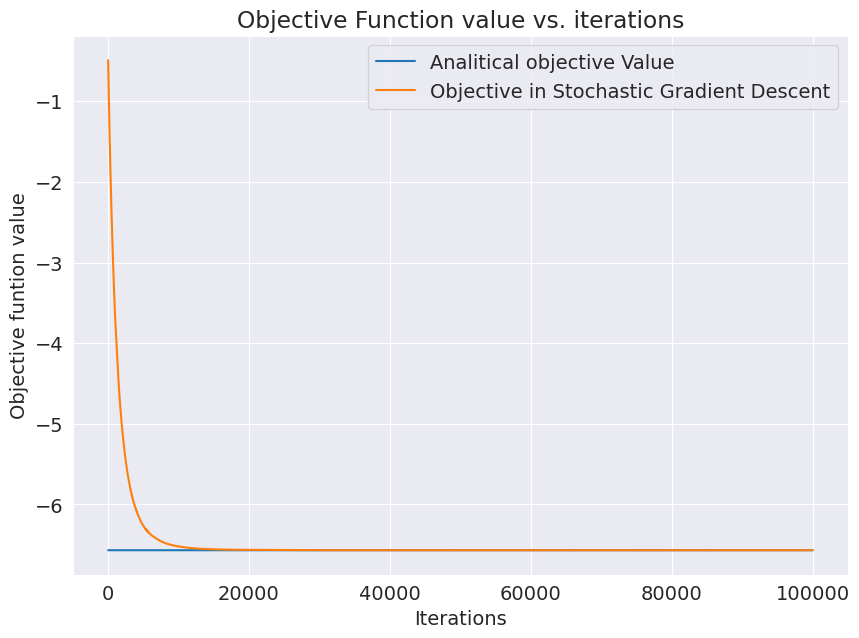 Objective Function value vs. iterations
Analitical objective Value
Objective in Stochastic Gradient Descent
Objective funtion value
−1
−2
−3
−4
−5
−6
0 20000 40000 60000 80000 100000
Iterations